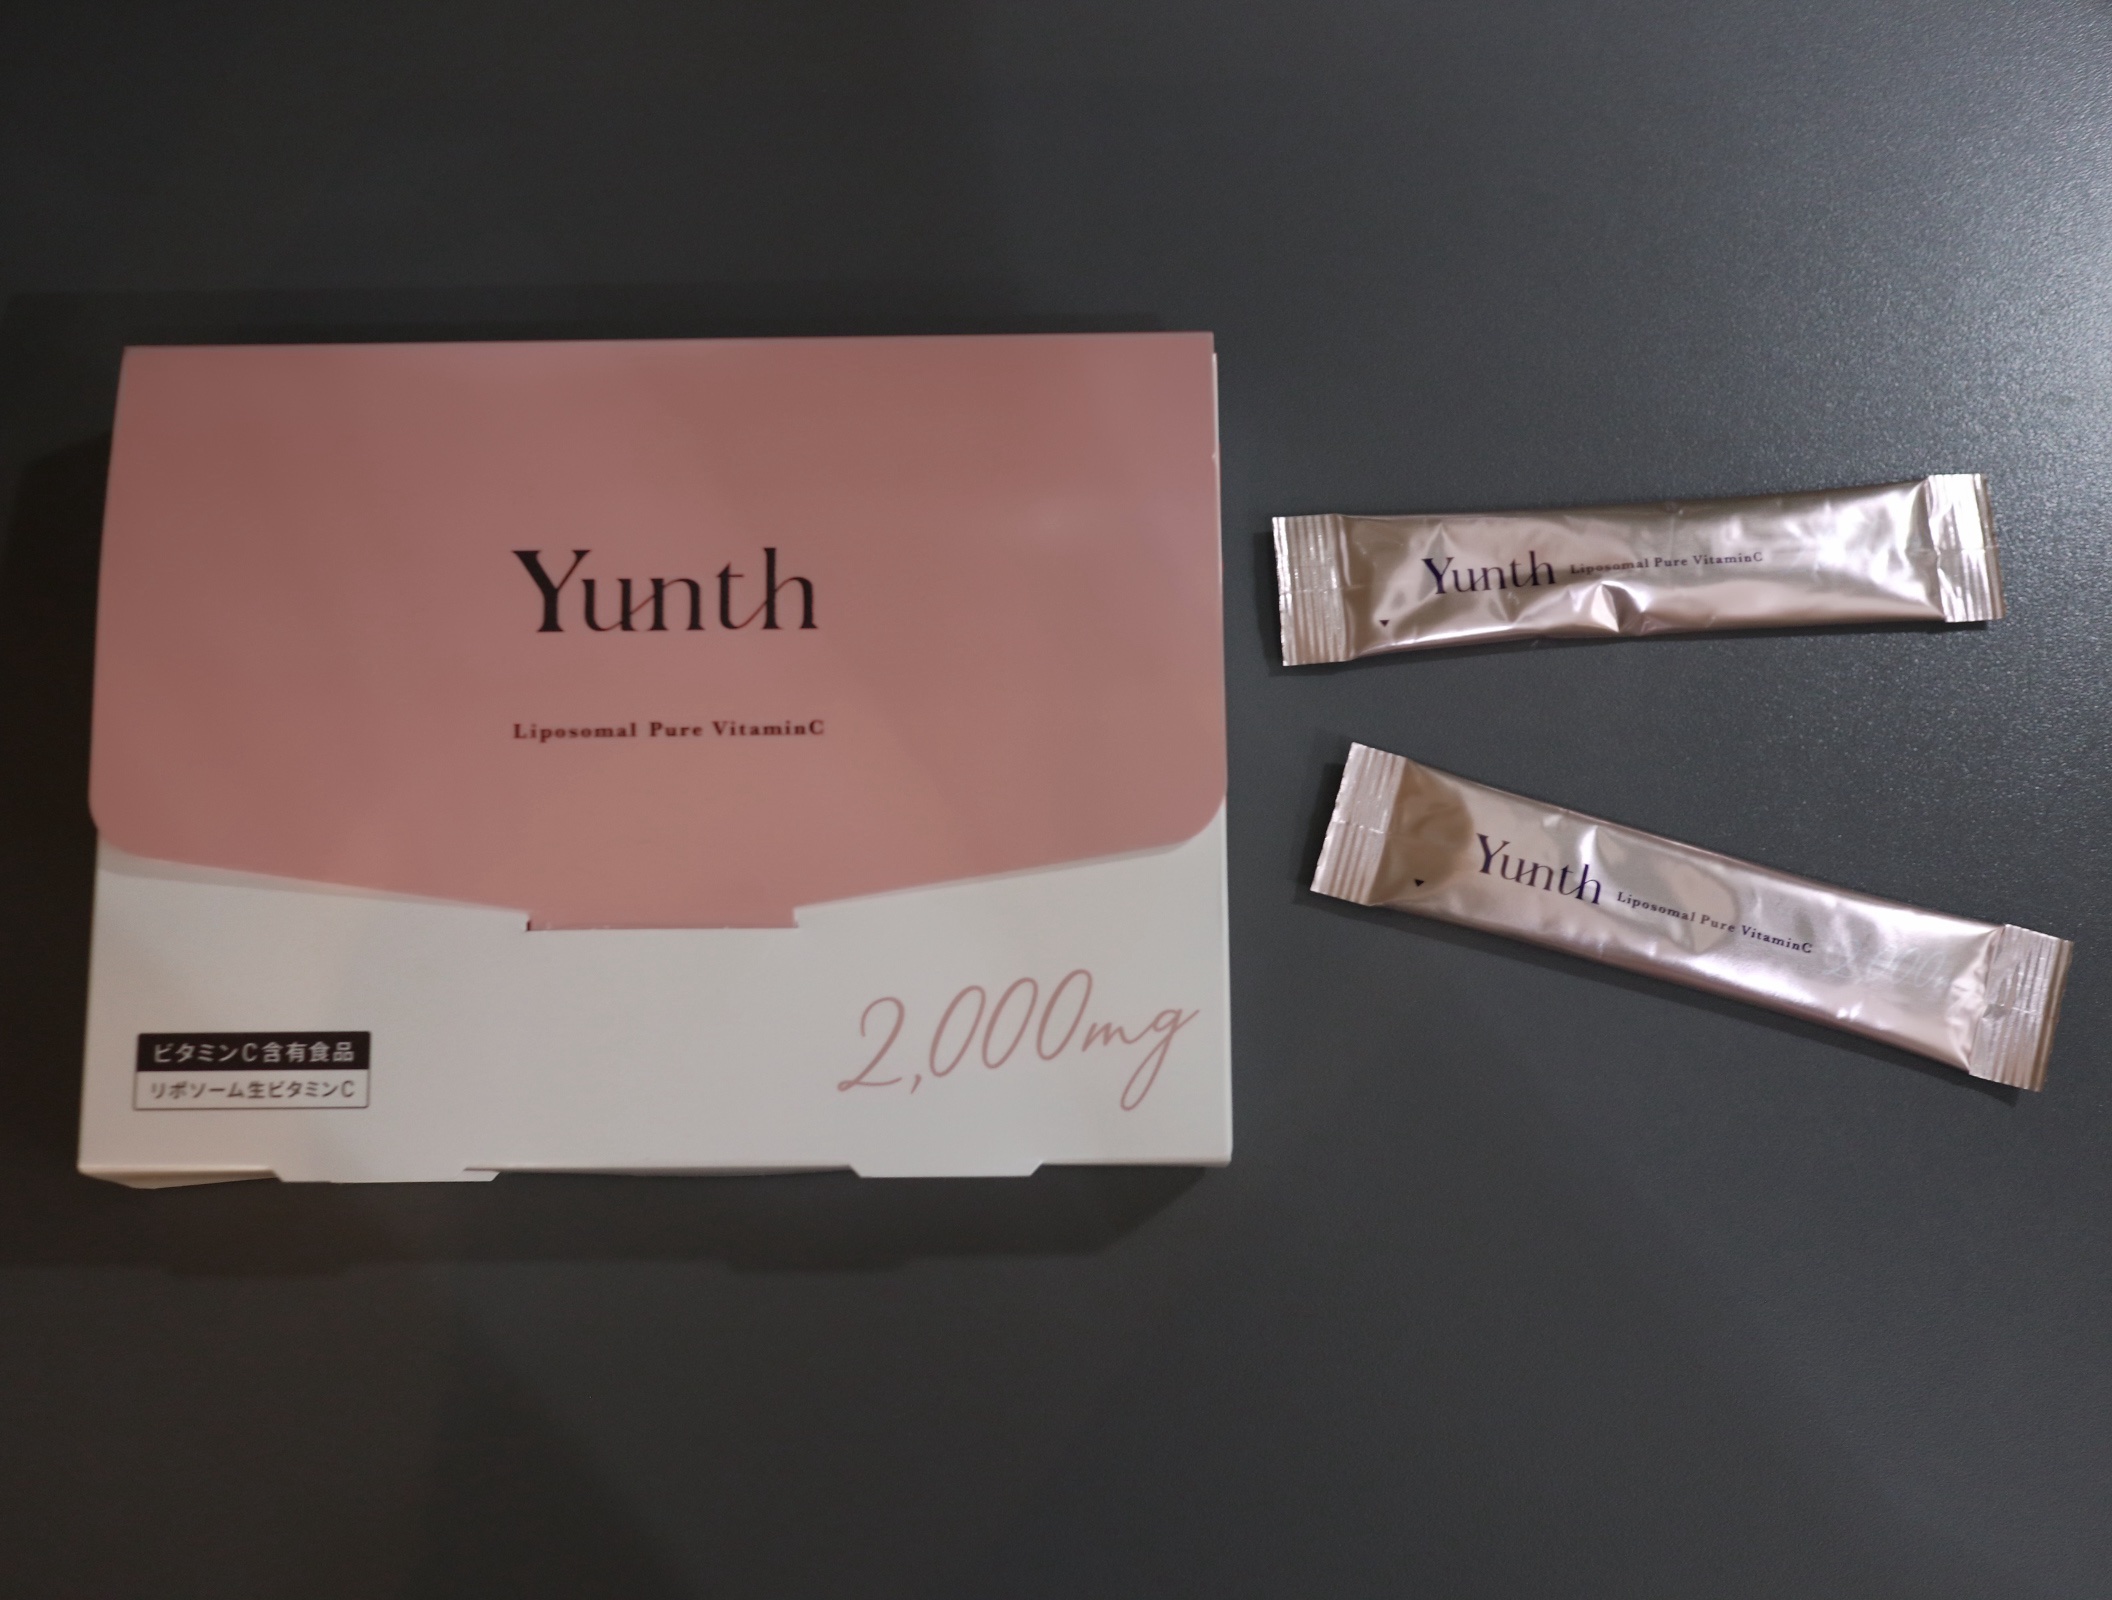 Yunth
Liposomal Pure VitaminC
2,000mg
ビタミンC含有食品
リポソーム生ビタミンC
Yunth Liposomal Pure VitaminC
Yunth Liposomal Pure VitaminC